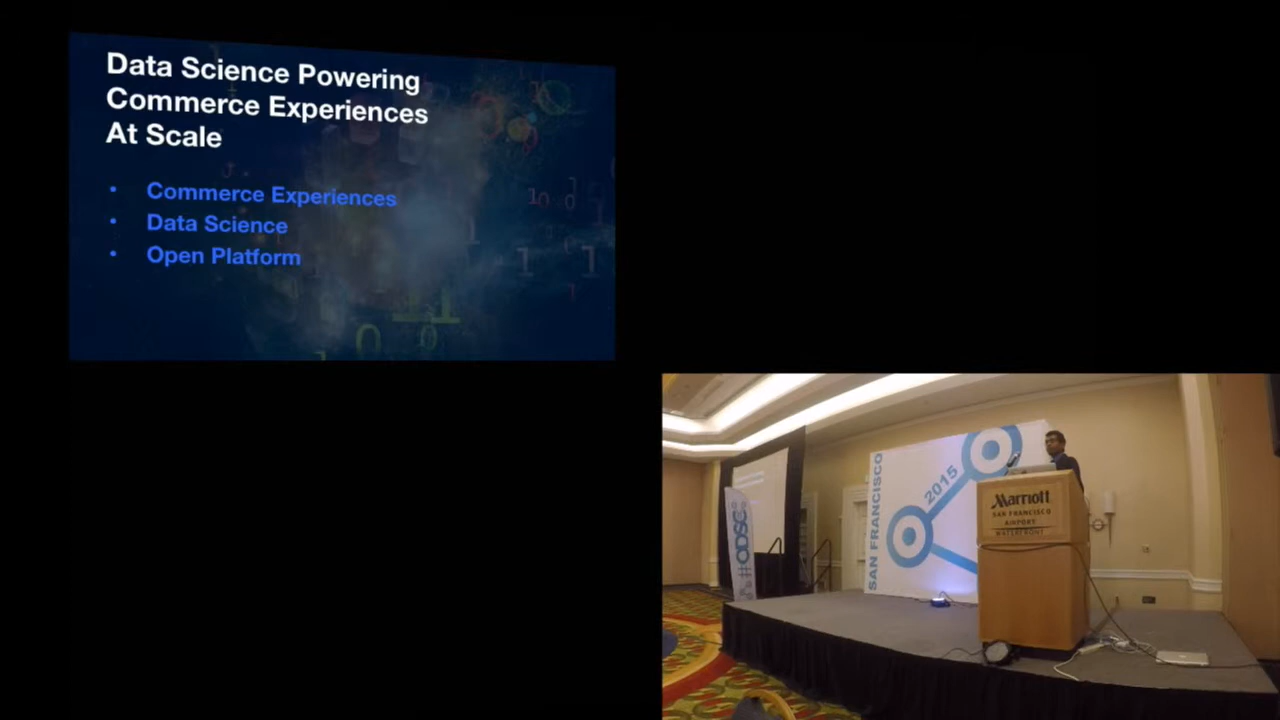 Data Science Powering
Commerce Experiences
At Scale
• Commerce Experiences
• Data Science
• Open Platform
SAN FRANCISCO
2015
#ODSC
Marriott
SAN FRANCISCO
AIRPORT
WATERFRONT